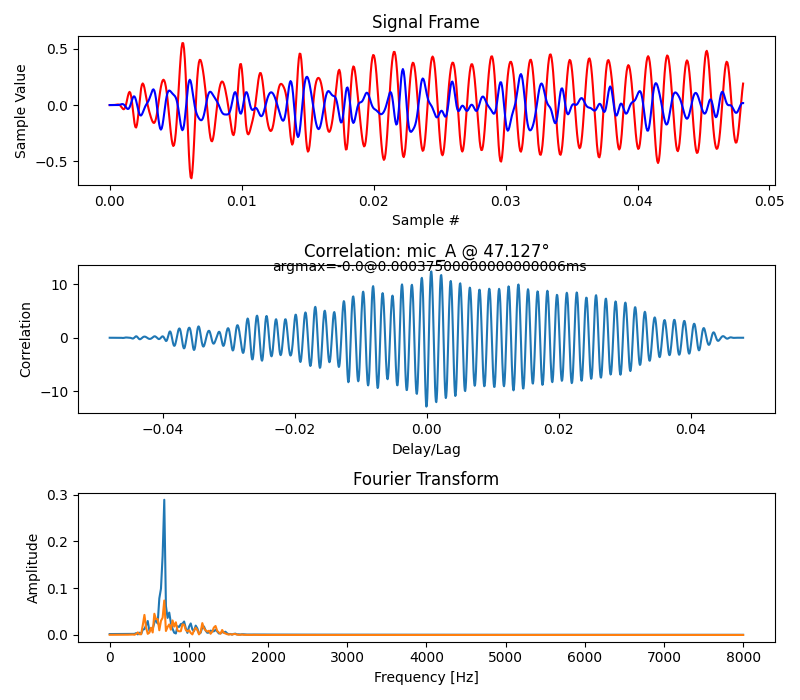 Signal Frame
Sample Value
0.5
0.0
−0.5
0.00 0.01 0.02 0.03 0.04 0.05
Sample #
Correlation: mic_A @ 47.127°
argmax=-0.0@0.00037500000000000006ms
Correlation
10
0
−10
−0.04 −0.02 0.00 0.02 0.04
Delay/Lag
Fourier Transform
Amplitude
0.3
0.2
0.1
0.0
0 1000 2000 3000 4000 5000 6000 7000 8000
Frequency [Hz]